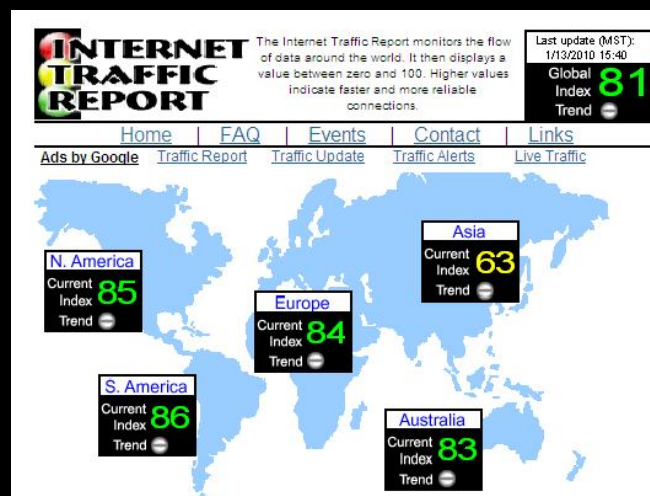 INTERNET
TRAFFIC
REPORT
The Internet Traffic Report monitors the flow
of data around the world. It then displays a
value between zero and 100. Higher values
indicate faster and more reliable
connections.
Last update (MST):
1/13/2010 15:40
Global
Index 81
Trend
Home | FAQ | Events | Contact | Links
Ads by Google Traffic Report Traffic Update Traffic Alerts Live Traffic
Asia
Current
Index 63
Trend
N. America
Current
Index 85
Trend
Europe
Current
Index 84
Trend
S. America
Current
Index 86
Trend
Australia
Current
Index 83
Trend